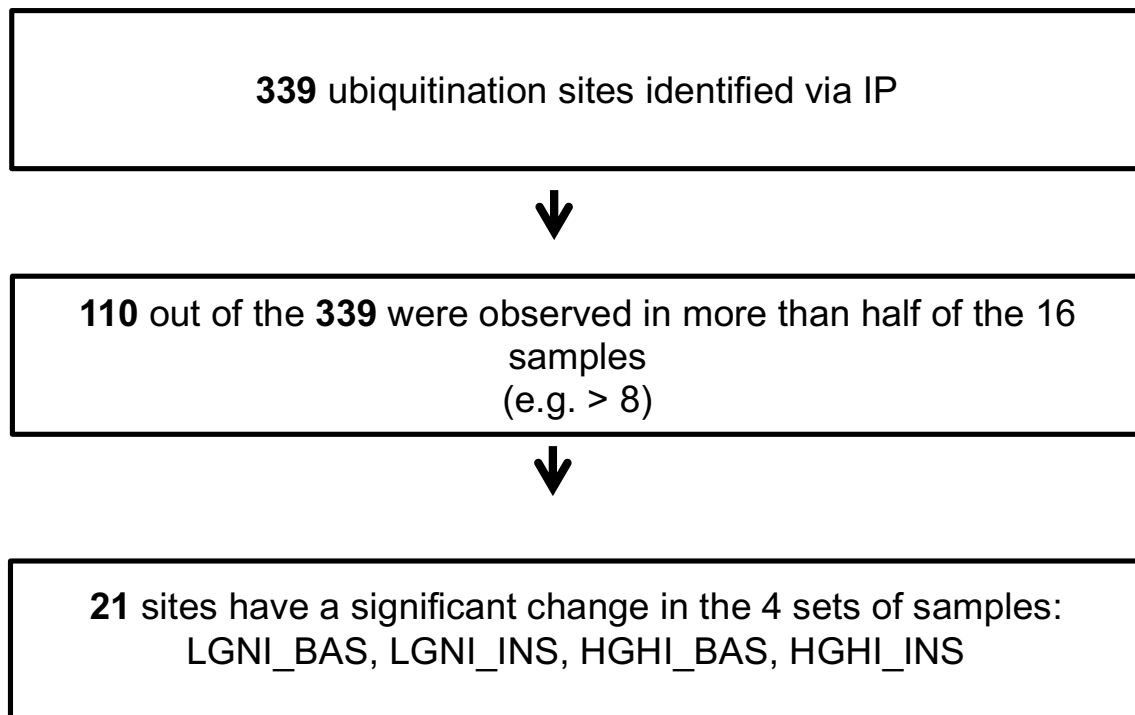 339 ubiquitination sites identified via IP
110 out of the 339 were observed in more than half of the 16
samples
(e.g. > 8)
21 sites have a significant change in the 4 sets of samples:
LGNI_BAS, LGNI_INS, HGHI_BAS, HGHI_INS